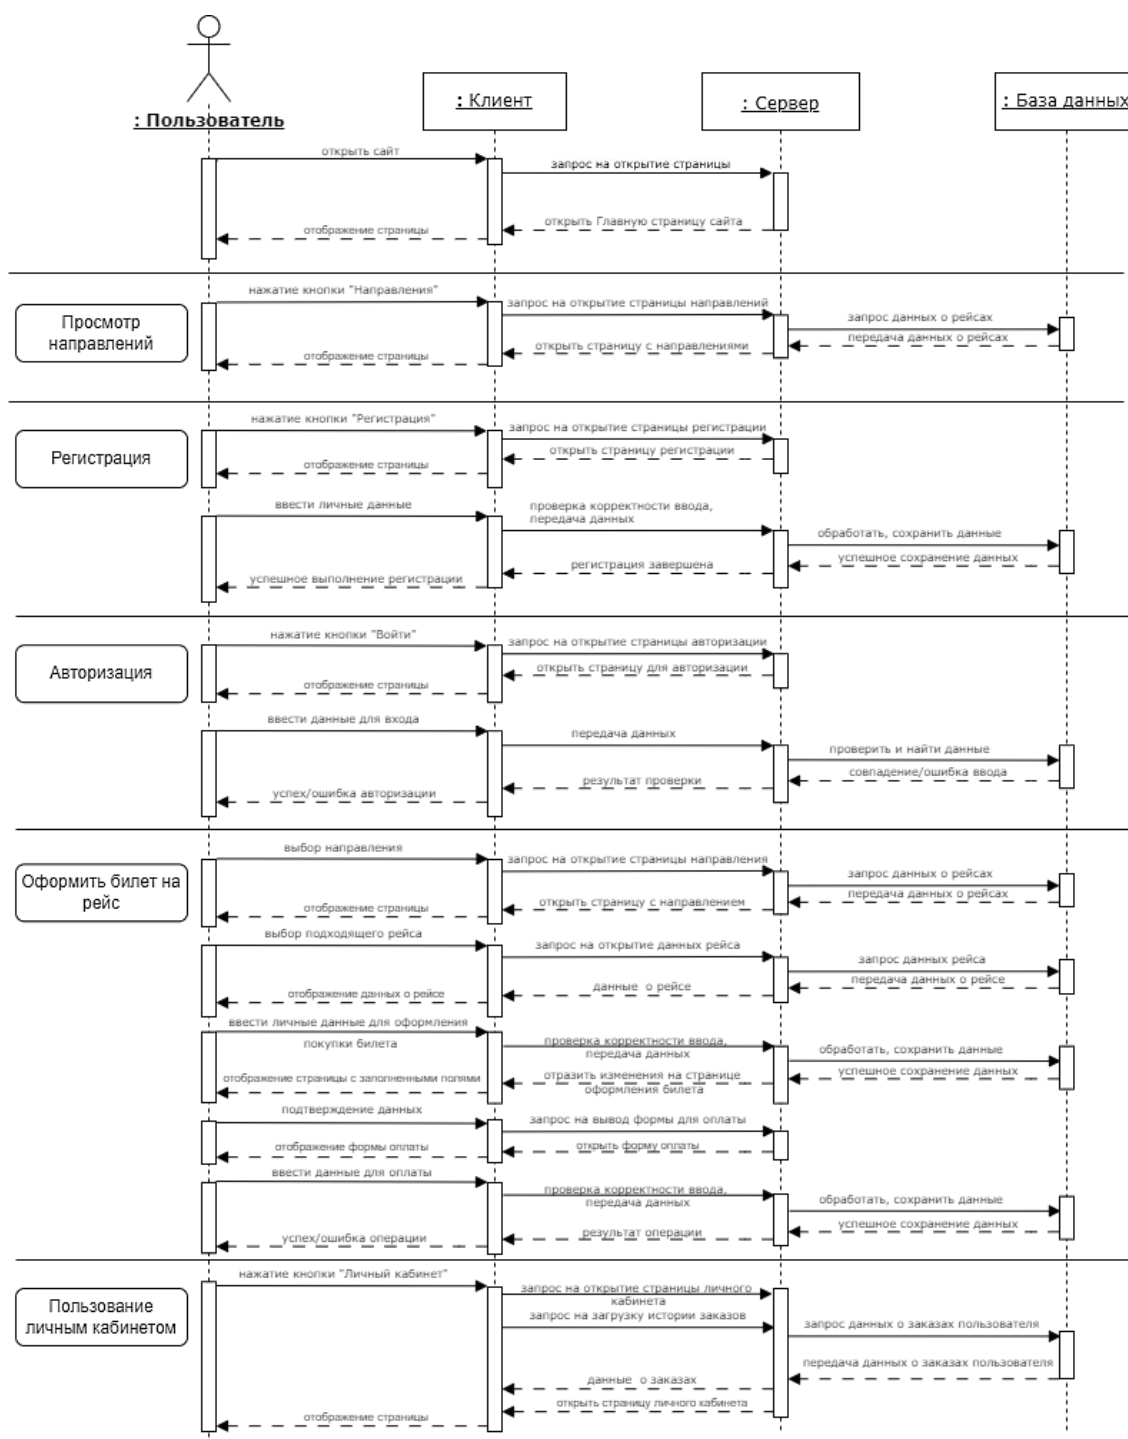 : Пользователь
: Клиент
: Сервер
: База данных
открыть сайт
запрос на открытие страницы
открыть Главную страницу сайта
отображение страницы
Просмотр
направлений
нажатие кнопки "Направления"
запрос на открытие страницы направлений
запрос данных о рейсах
передача данных о рейсах
открыть страницу с направлениями
отображение страницы
Регистрация
нажатие кнопки "Регистрация"
запрос на открытие страницы регистрации
открыть страницу регистрации
отображение страницы
ввести личные данные
проверка корректности ввода,
передача данных
обработать, сохранить данные
успешное сохранение данных
регистрация завершена
успешное выполнение регистрации
Авторизация
нажатие кнопки "Войти"
запрос на открытие страницы авторизации
открыть страницу для авторизации
отображение страницы
ввести данные для входа
передача данных
проверить и найти данные
совпадение/ошибка ввода
результат проверки
успех/ошибка авторизации
Оформить билет на
рейс
выбор направления
запрос на открытие страницы направления
запрос данных о рейсах
передача данных о рейсах
открыть страницу с направлением
отображение страницы
выбор подходящего рейса
запрос на открытие данных рейса
запрос данных рейса
передача данных о рейсе
данные о рейсе
отображение данных о рейсе
ввести личные данные для оформления
покупки билета
проверка корректности ввода,
передача данных
обработать, сохранить данные
успешное сохранение данных
отразить изменения на странице
оформления билета
отображение страницы с заполненными полями
подтверждение данных
запрос на вывод формы для оплаты
открыть форму оплаты
отображение формы оплаты
ввести данные для оплаты
проверка корректности ввода,
передача данных
обработать, сохранить данные
успешное сохранение данных
результат операции
успех/ошибка операции
Пользование
личным кабинетом
нажатие кнопки "Личный кабинет"
запрос на открытие страницы личного
кабинета
запрос на загрузку истории заказов
запрос данных о заказах пользователя
передача данных о заказах пользователя
данные о заказах
открыть страницу личного кабинета
отображение страницы